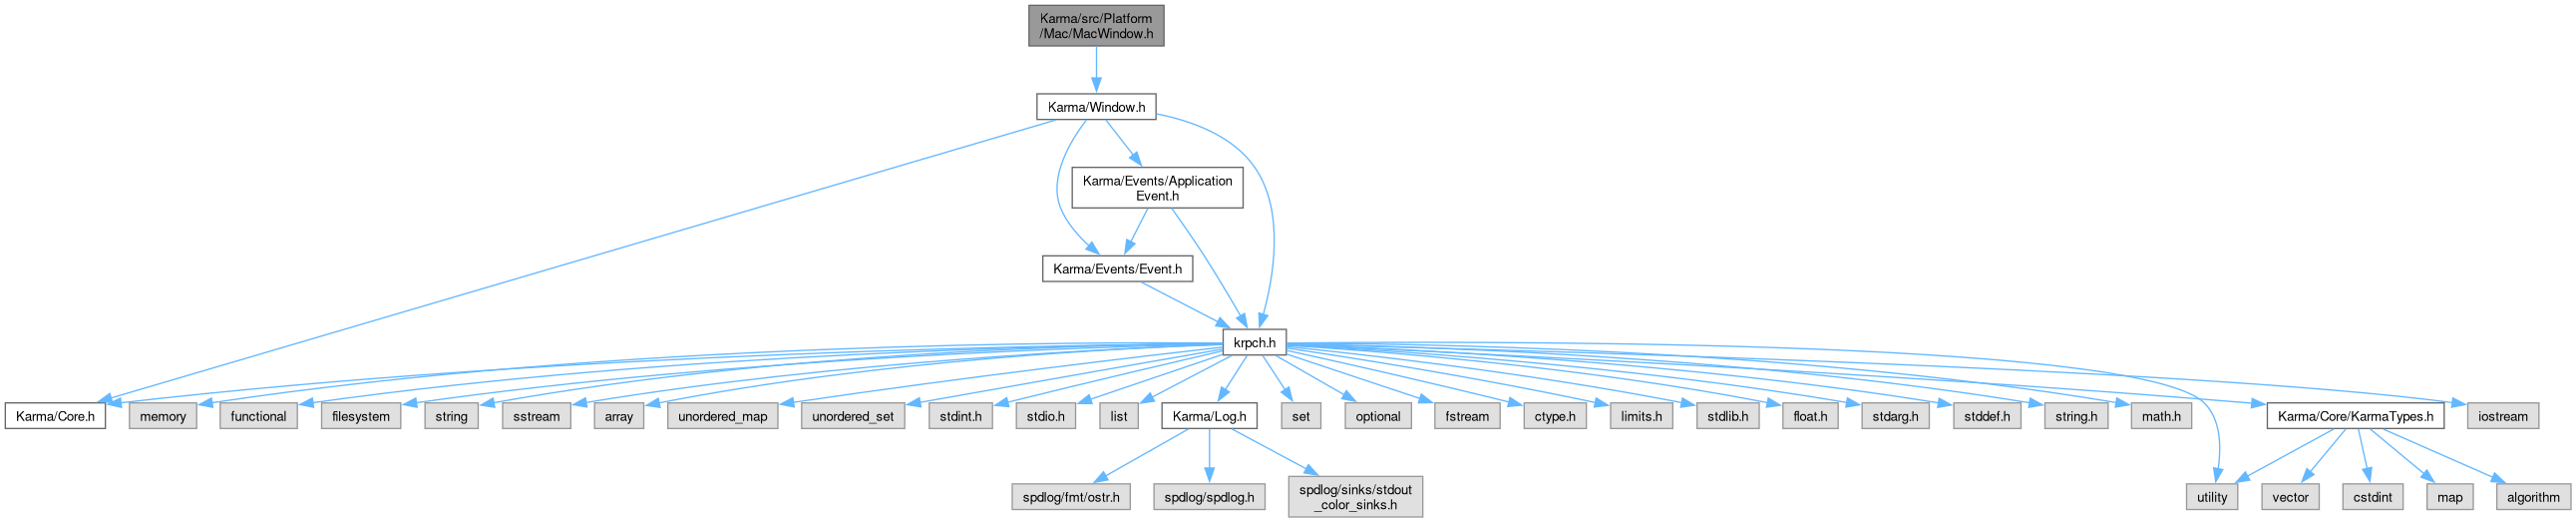 Karma/src/Platform
/Mac/MacWindow.h
Karma/Window.h
Karma/Events/Application
Event.h
Karma/Events/Event.h
krpch.h
Karma/Core.h
memory
functional
filesystem
string
sstream
array
unordered_map
unordered_set
stdint.h
stdio.h
list
Karma/Log.h
set
optional
fstream
ctype.h
limits.h
stdlib.h
float.h
stdarg.h
stddef.h
string.h
math.h
Karma/Core/KarmaTypes.h
iostream
spdlog/fmt/ostr.h
spdlog/spdlog.h
spdlog/sinks/stdout
_color_sinks.h
utility
vector
cstdint
map
algorithm